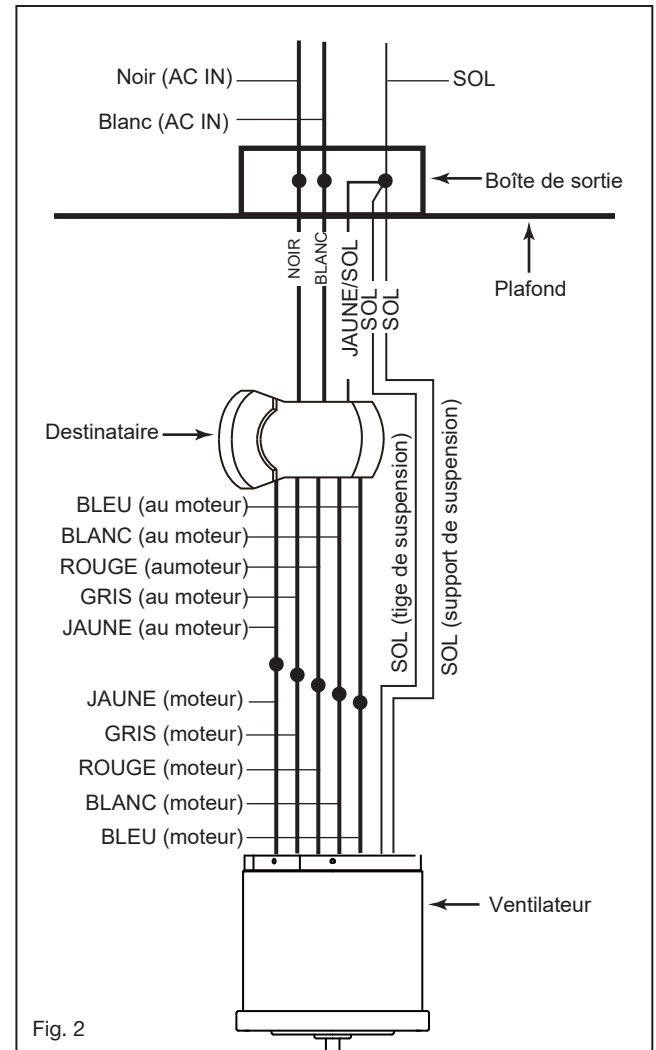 Noir (AC IN)
SOL
Blanc (AC IN)
Boîte de sortie
NOIR
BLANC
JAUNE/SOL
SOL
SOL
Plafond
Destinataire
SOL (tige de suspension)
SOL (support de suspension)
BLEU (au moteur)
BLANC (au moteur)
ROUGE (aumoteur)
GRIS (au moteur)
JAUNE (au moteur)
JAUNE (moteur)
GRIS (moteur)
ROUGE (moteur)
BLANC (moteur)
BLEU (moteur)
Ventilateur
Fig. 2